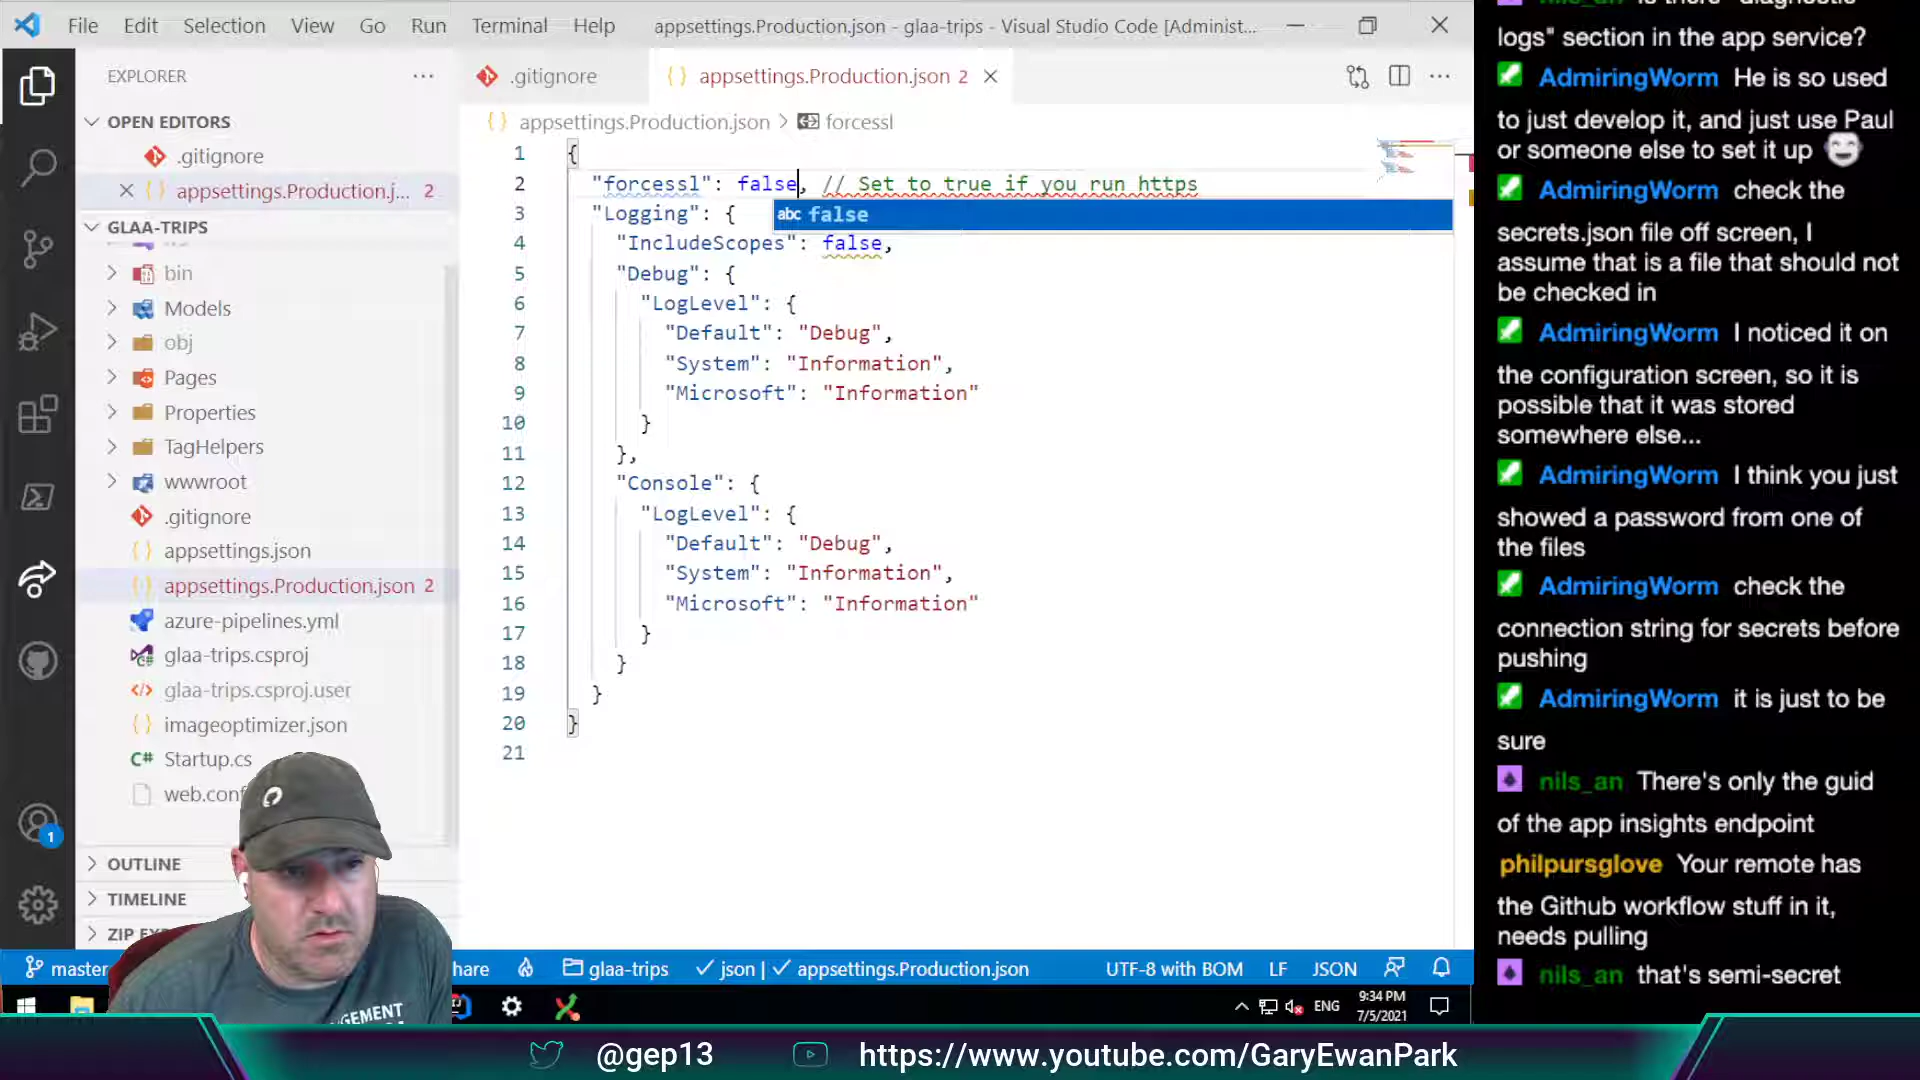 File Edit Selection View Go Run Terminal Help appsettings.Production.json - glaa-trips - Visual Studio Code [Administ...
EXPLORER
.gitignore
appsettings.Production.json 2
OPEN EDITORS
.gitignore
appsettings.Production.j... 2
GLAA-TRIPS
bin
Models
obj
Pages
Properties
TagHelpers
wwwroot
.gitignore
appsettings.json
appsettings.Production.json 2
azure-pipelines.yml
glaa-trips.csproj
glaa-trips.csproj.user
imageoptimizer.json
C# Startup.cs
web.conf
OUTLINE
TIMELINE
ZIP EX
1
appsettings.Production.json > forcessl
1 {
2 "forcessl": false, // Set to true if you run https
abc false
3 "Logging": {
4 "IncludeScopes": false,
5 "Debug": {
6 "LogLevel": {
7 "Default": "Debug",
8 "System": "Information",
9 "Microsoft": "Information"
10 }
11 },
12 "Console": {
13 "LogLevel": {
14 "Default": "Debug",
15 "System": "Information",
16 "Microsoft": "Information"
17 }
18 }
19 }
20 }
21
master hare glaa-trips json | appsettings.Production.json UTF-8 with BOM LF JSON
ENG 9:34 PM
7/5/2021
GEMENT
nils_an Is there "diagnostic
logs" section in the app service?
AdmiringWorm He is so used
to just develop it, and just use Paul
or someone else to set it up
AdmiringWorm check the
secrets.json file off screen, I
assume that is a file that should not
be checked in
AdmiringWorm I noticed it on
the configuration screen, so it is
possible that it was stored
somewhere else...
AdmiringWorm I think you just
showed a password from one of
the files
AdmiringWorm check the
connection string for secrets before
pushing
AdmiringWorm it is just to be
sure
nils_an There's only the guid
of the app insights endpoint
philpursglove Your remote has
the Github workflow stuff in it,
needs pulling
nils_an that's semi-secret
@gep13 https://www.youtube.com/GaryEwanPark